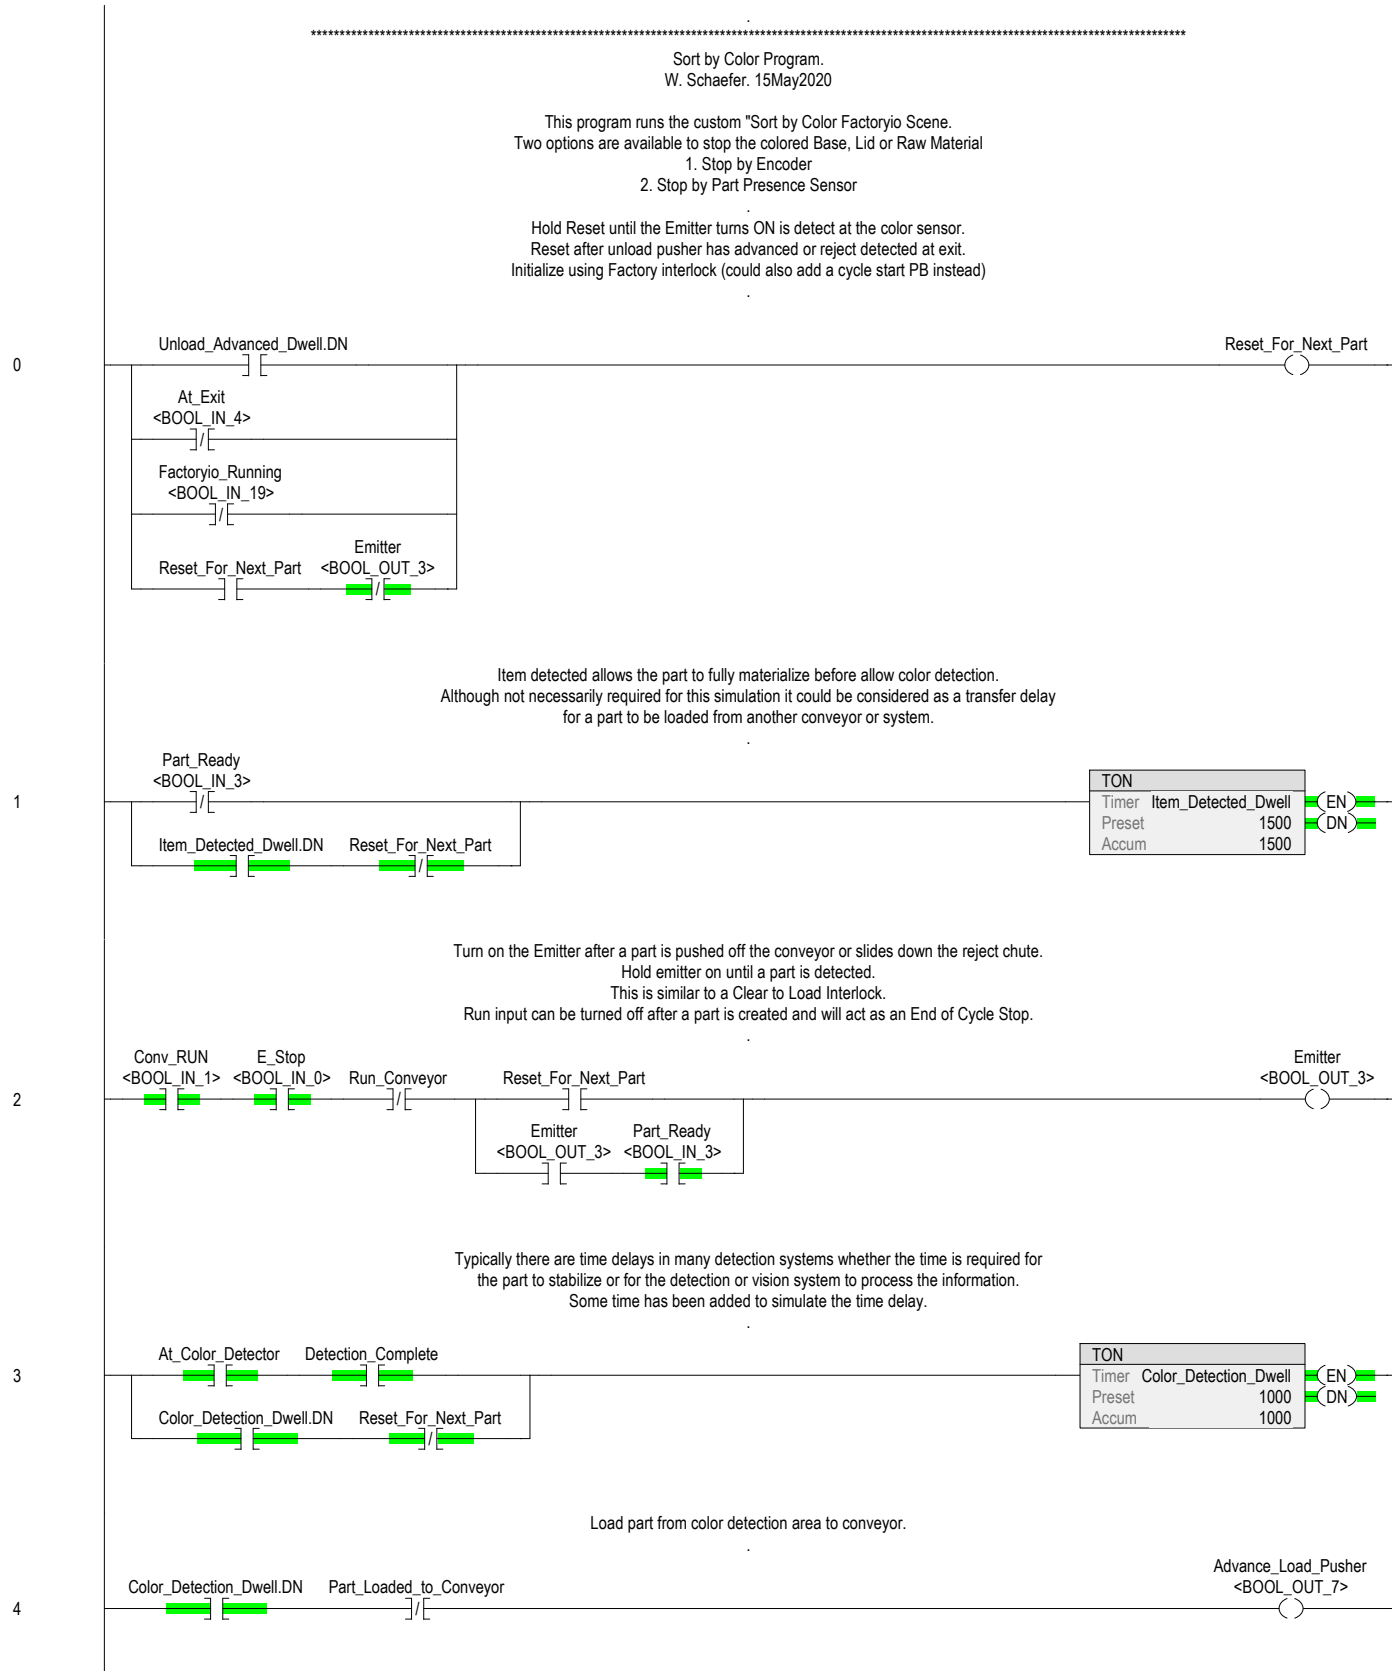 .
******************************************************************************************************************************************************
Sort by Color Program.
W. Schaefer. 15May2020
This program runs the custom "Sort by Color Factoryio Scene.
Two options are available to stop the colored Base, Lid or Raw Material
1. Stop by Encoder
2. Stop by Part Presence Sensor
.
Hold Reset until the Emitter turns ON is detect at the color sensor.
Reset after unload pusher has advanced or reject detected at exit.
Initialize using Factory interlock (could also add a cycle start PB instead)
.
0
Unload_Advanced_Dwell.DN
Reset_For_Next_Part
At_Exit
<BOOL_IN_4>
/
Factoryio_Running
<BOOL_IN_19>
/
Emitter
Reset_For_Next_Part <BOOL_OUT_3>
/
Item detected allows the part to fully materialize before allow color detection.
Although not necessarily required for this simulation it could be considered as a transfer delay
for a part to be loaded from another conveyor or system.
.
1
Part_Ready
<BOOL_IN_3>
/
Item_Detected_Dwell.DN Reset_For_Next_Part
/
TON
Timer Item_Detected_Dwell
Preset 1500
Accum 1500
EN
DN
Turn on the Emitter after a part is pushed off the conveyor or slides down the reject chute.
Hold emitter on until a part is detected.
This is similar to a Clear to Load Interlock.
Run input can be turned off after a part is created and will act as an End of Cycle Stop.
.
2
Conv_RUN E_Stop
<BOOL_IN_1> <BOOL_IN_0> Run_Conveyor Reset_For_Next_Part
/
Emitter Part_Ready
<BOOL_OUT_3> <BOOL_IN_3>
Emitter
<BOOL_OUT_3>
Typically there are time delays in many detection systems whether the time is required for
the part to stabilize or for the detection or vision system to process the information.
Some time has been added to simulate the time delay.
.
3
At_Color_Detector Detection_Complete
Color_Detection_Dwell.DN Reset_For_Next_Part
/
TON
Timer Color_Detection_Dwell
Preset 1000
Accum 1000
EN
DN
Load part from color detection area to conveyor.
.
4
Color_Detection_Dwell.DN Part_Loaded_to_Conveyor
/
Advance_Load_Pusher
<BOOL_OUT_7>